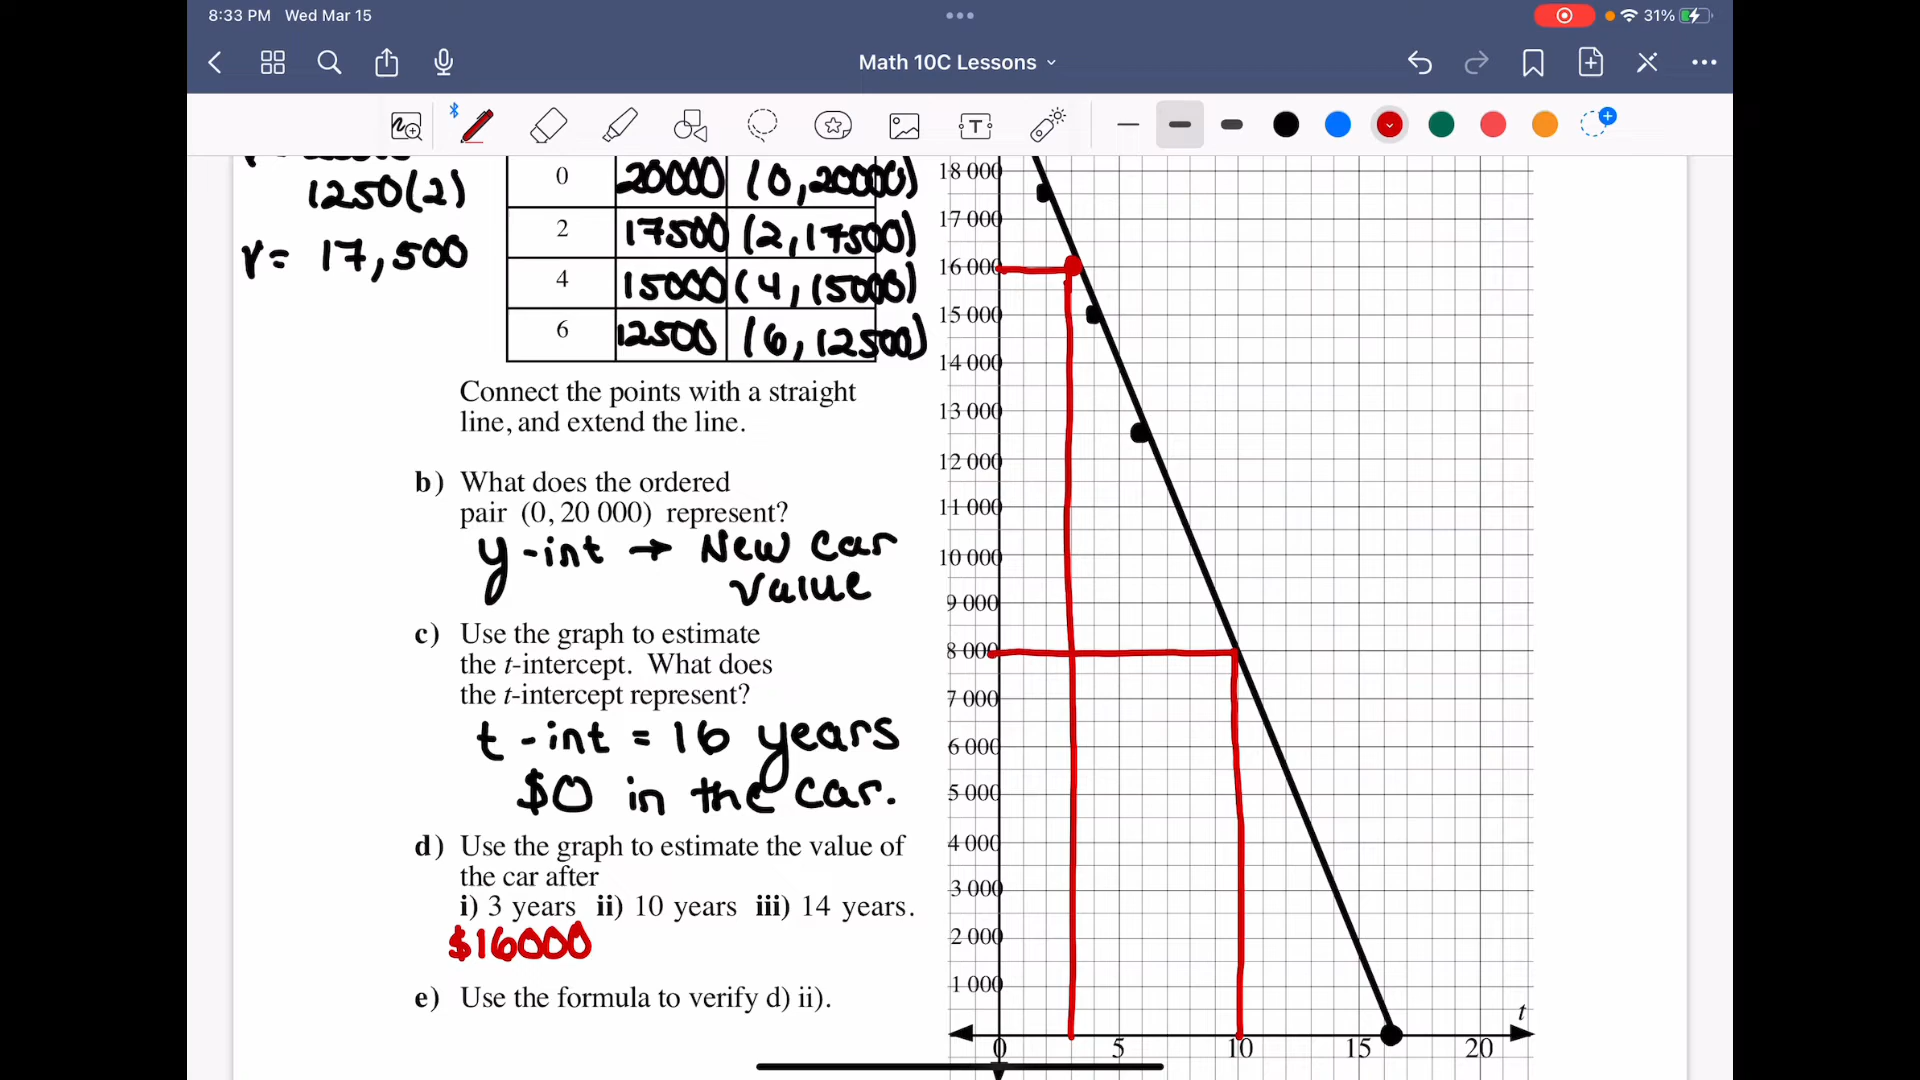 8:33 PM Wed Mar 15
31%
Math 10C Lessons
T
1250(2)
V= 17,500
0 20000 (0,20000)
2 17500 (2,17500)
4 15000 (4,15000)
6 12500 (6,12500)
Connect the points with a straight
line, and extend the line.
b) What does the ordered
pair (0, 20 000) represent?
y-int → New car
value
c) Use the graph to estimate
the t-intercept. What does
the t-intercept represent?
t-int = 16 years
$0 in the car.
d) Use the graph to estimate the value of
the car after
i) 3 years ii) 10 years iii) 14 years.
$16000
e) Use the formula to verify d) ii).
18 000
17 000
16 000
15 000
14 000
13 000
12 000
11 000
10 000
9 000
8 000
7 000
6 000
5 000
4 000
3 000
2 000
1 000
t
0 5 10 15 20